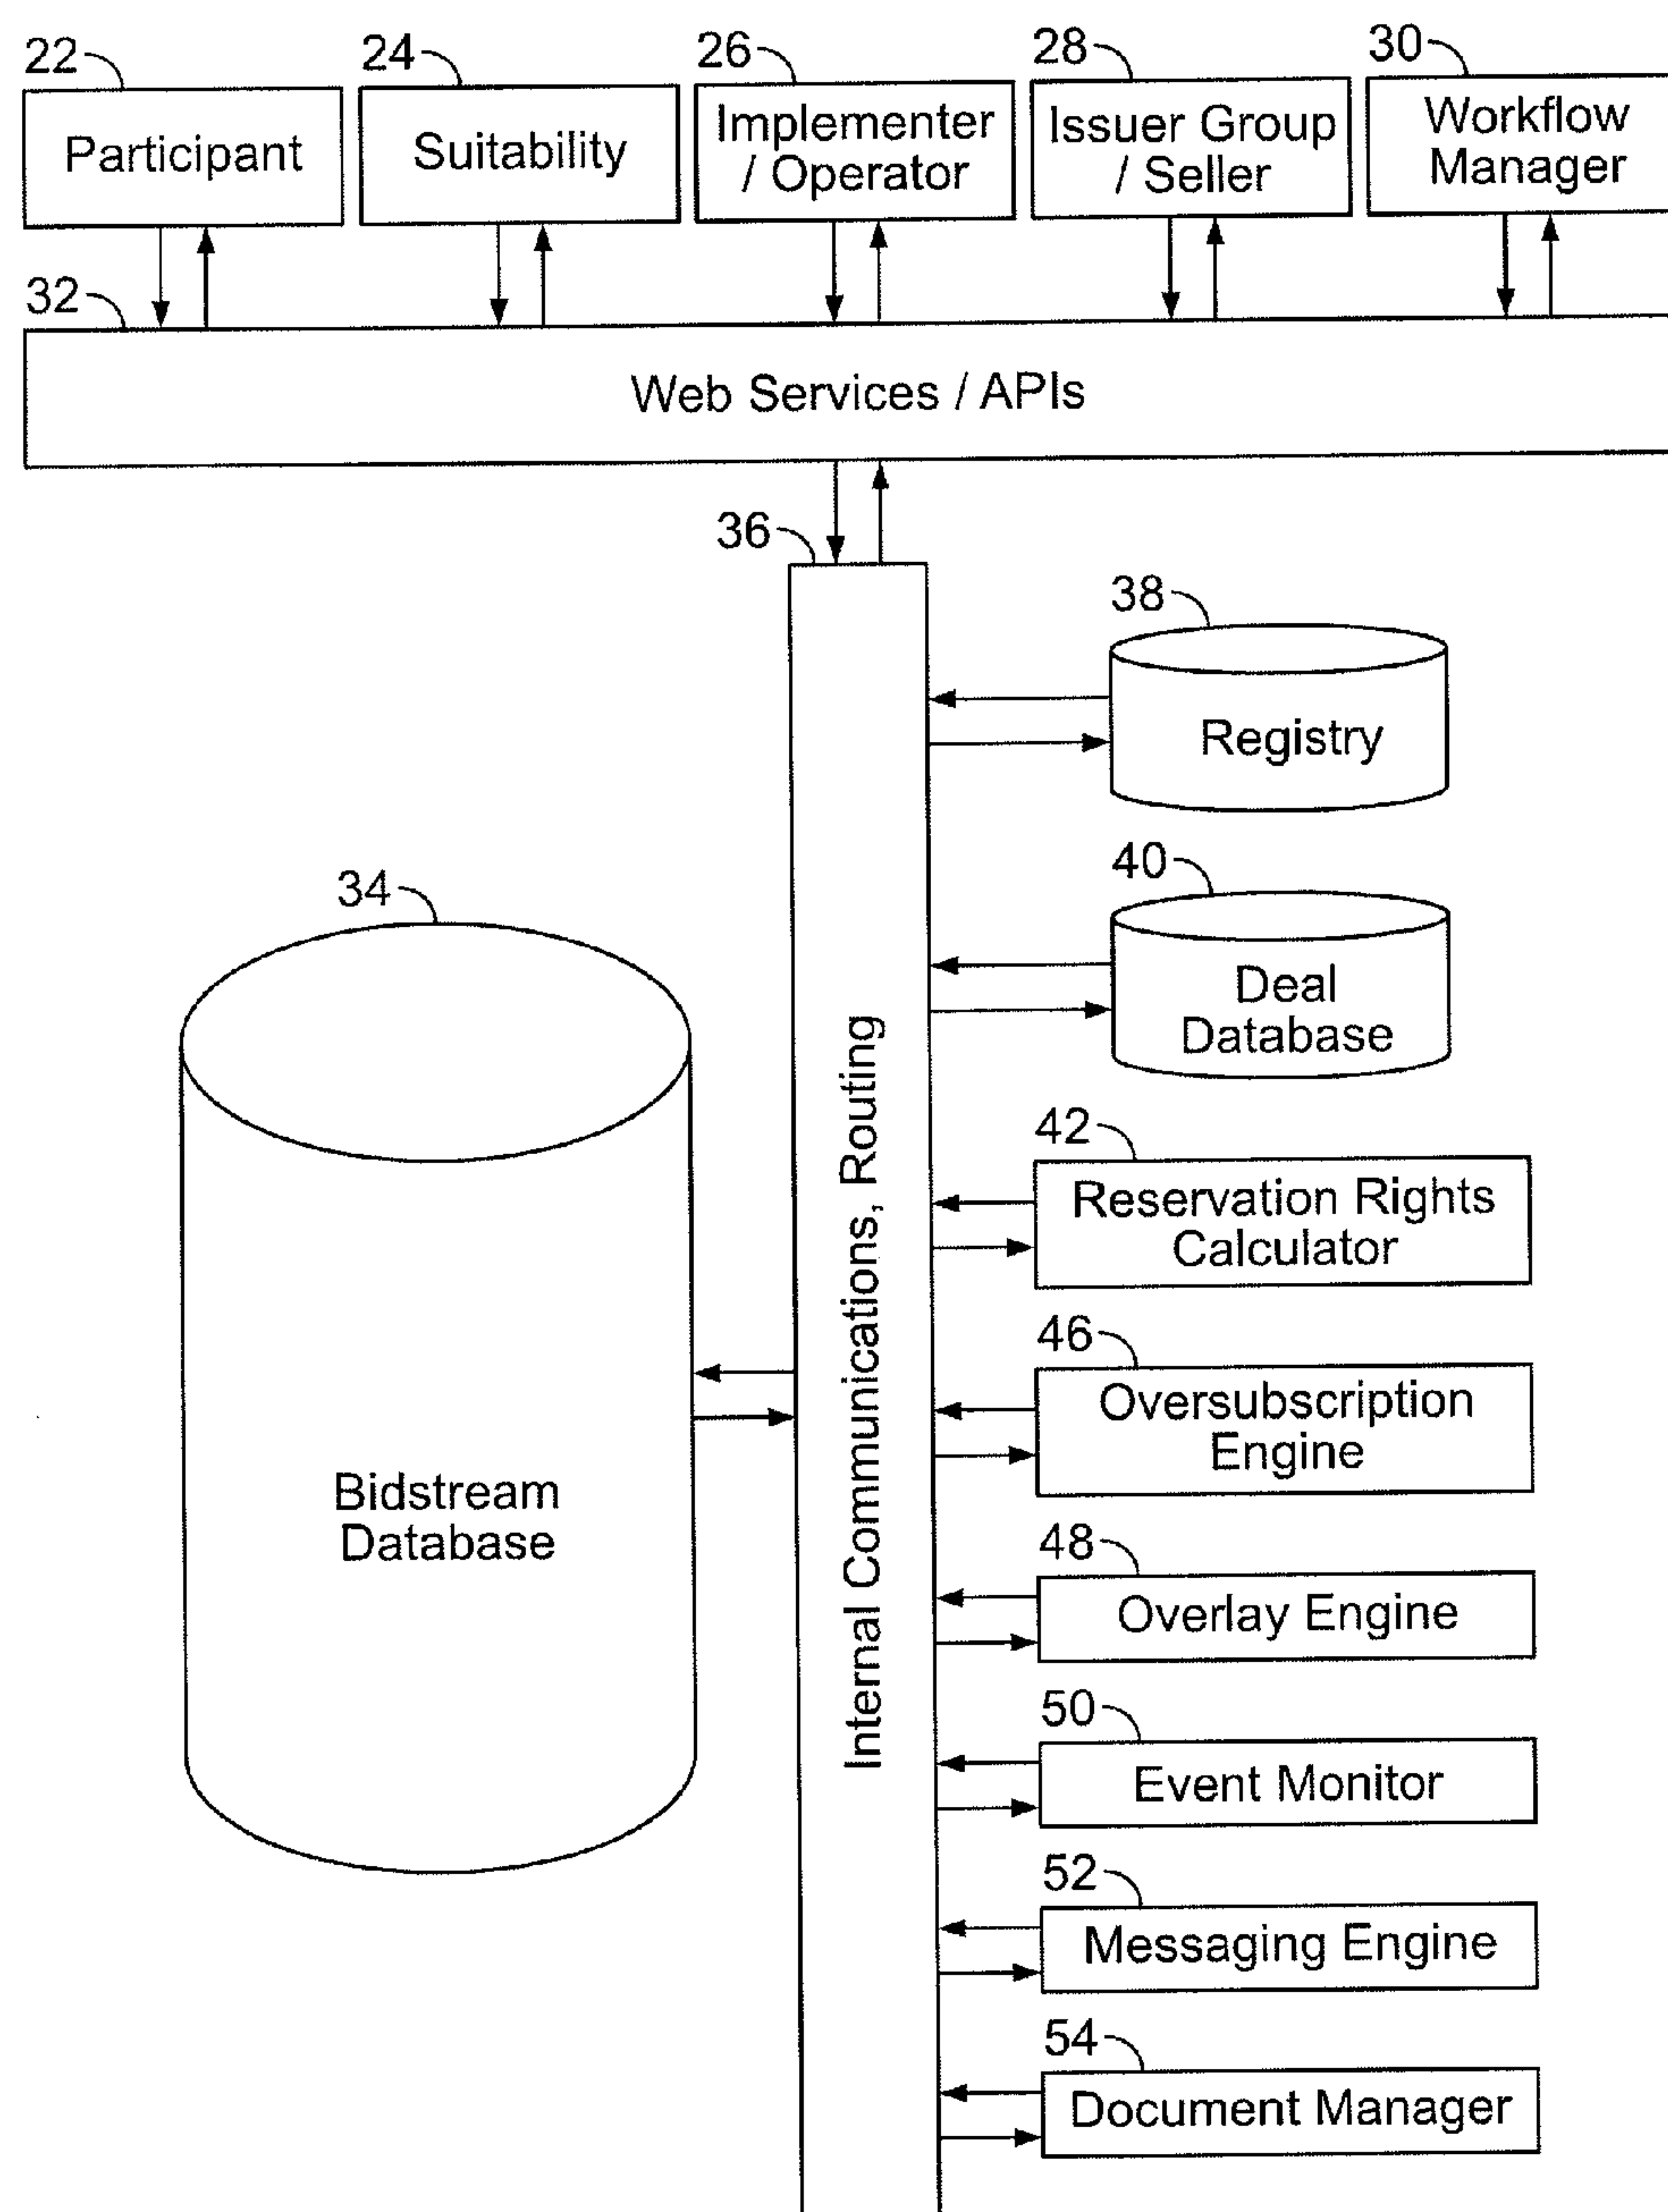 22
24
26
28
30
Participant
Suitability
Implementer
/ Operator
Issuer Group
/ Seller
Workflow
Manager
32
Web Services / APIs
36
38
Registry
40
Deal
Database
34
Bidstream
Database
Internal Communications, Routing
42
Reservation Rights
Calculator
46
Oversubscription
Engine
48
Overlay Engine
50
Event Monitor
52
Messaging Engine
54
Document Manager